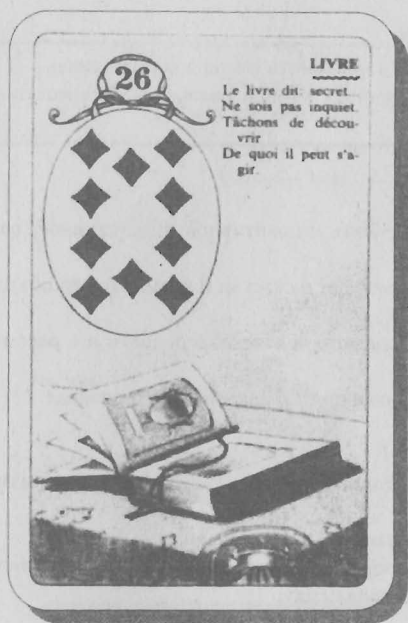 26
LIVRE
Le livre dit: secret.
Ne sois pas inquiet.
Tâchons de décou-
vrir
De quoi il peut s'a-
gir.